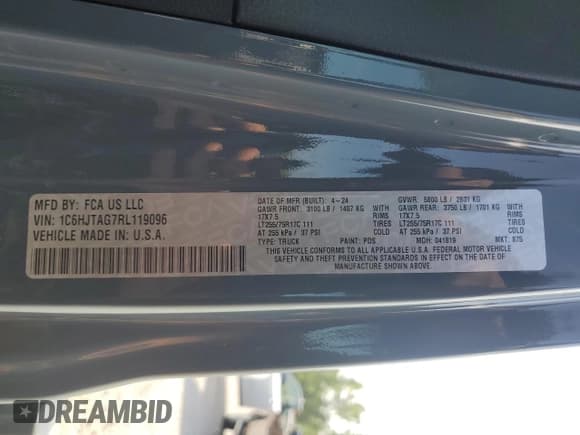 MFD BY: FCA US LLC
VIN: 1C6HJTAG7RL119096
VEHICLE MADE IN: U.S.A.
DATE OF MFR (BUILT): 4-24 GVWR 5800 LB / 2631 KG
GAWR FRONT: 3100 LB / 1407 KG WITH GAWR REAR: 3750 LB / 1701 KG WITH
17X7.5 RIMS 17X7.5 RIMS
LT255/75R17C 111 TIRES LT255/75R17C 111 TIRES
AT 255 kPa / 37 PSI COLD AT 255 kPa / 37 PSI COLD
TYPE: TRUCK PAINT: PDS MDH: 041819 MKT: 875
THIS VEHICLE CONFORMS TO ALL APPLICABLE U.S.A. FEDERAL MOTOR VEHICLE
SAFETY AND THEFT PREVENTION STANDARDS IN EFFECT ON THE DATE OF
MANUFACTURE SHOWN ABOVE.
DREAMBID